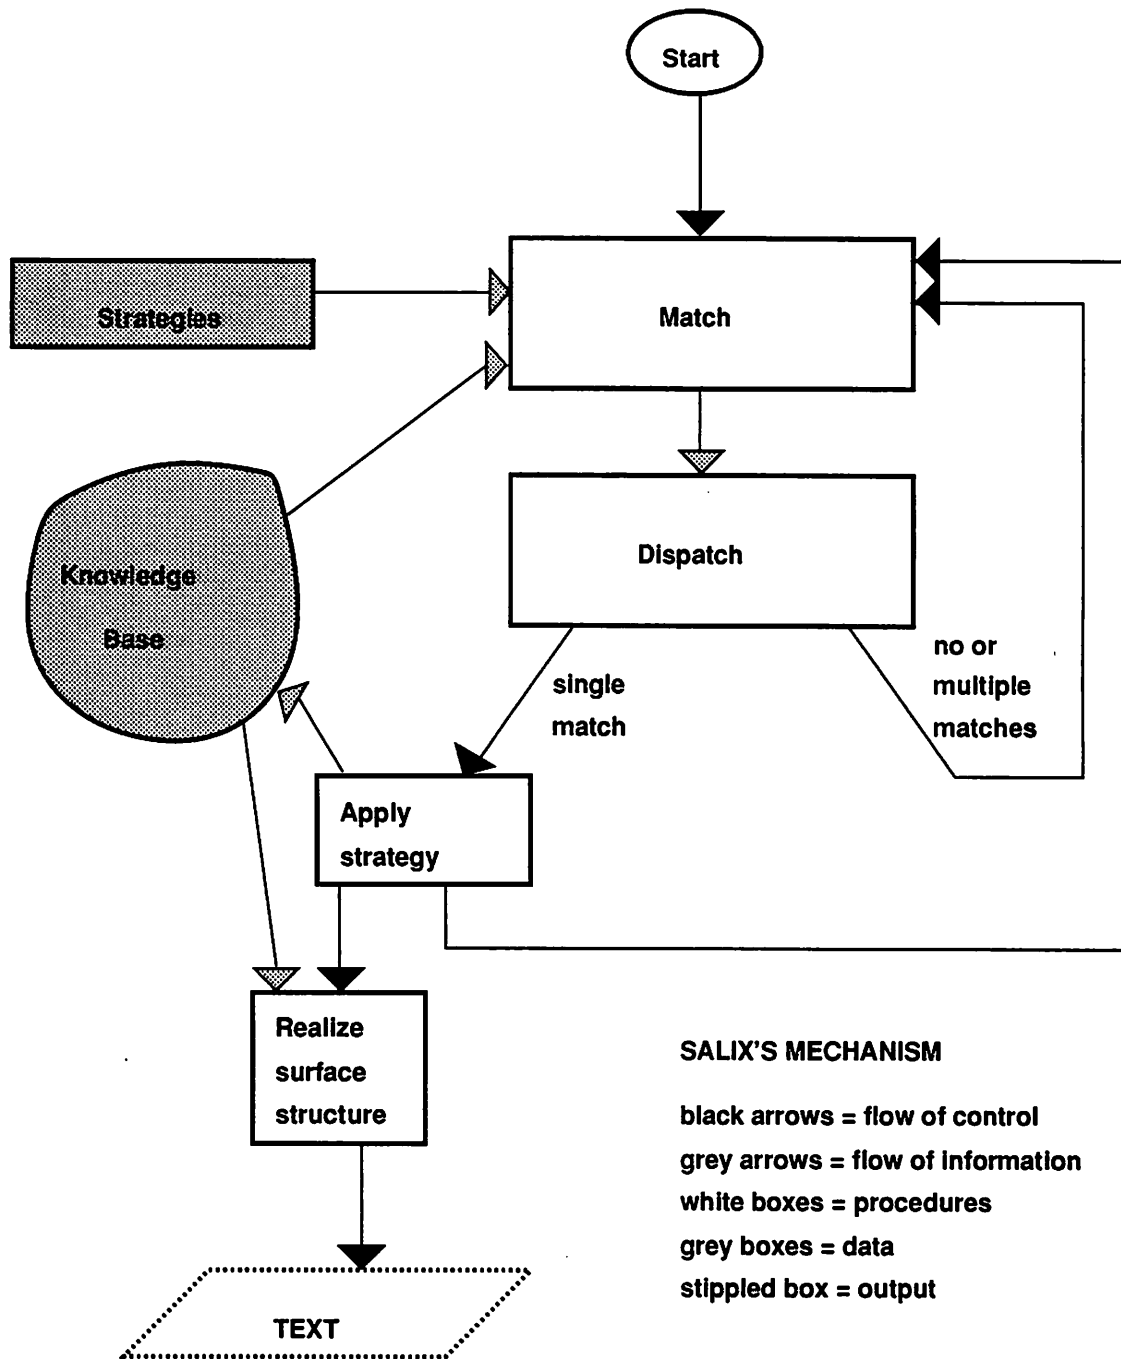 Start
Strategies
Match
Knowledge
Base
Dispatch
single
match
no or
multiple
matches
Apply
strategy
Realize
surface
structure
SALIX'S MECHANISM
black arrows = flow of control
grey arrows = flow of information
white boxes = procedures
grey boxes = data
stippled box = output
TEXT